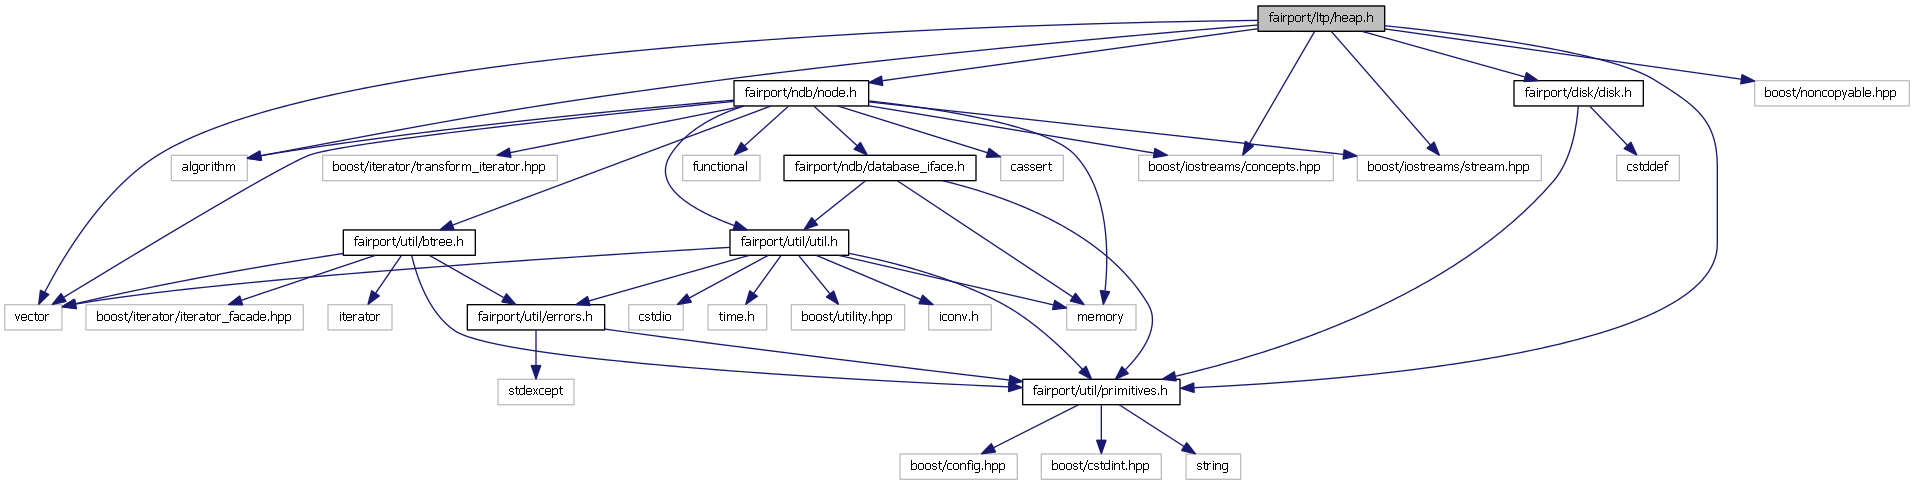 fairport/ltp/heap.h
fairport/ndb/node.h
fairport/disk/disk.h
boost/noncopyable.hpp
algorithm
boost/iterator/transform_iterator.hpp
functional
fairport/ndb/database_iface.h
cassert
boost/iostreams/concepts.hpp
boost/iostreams/stream.hpp
cstddef
fairport/util/btree.h
fairport/util/util.h
vector
boost/iterator/iterator_facade.hpp
iterator
fairport/util/errors.h
cstdio
time.h
boost/utility.hpp
iconv.h
memory
stdexcept
fairport/util/primitives.h
boost/config.hpp
boost/cstdint.hpp
string